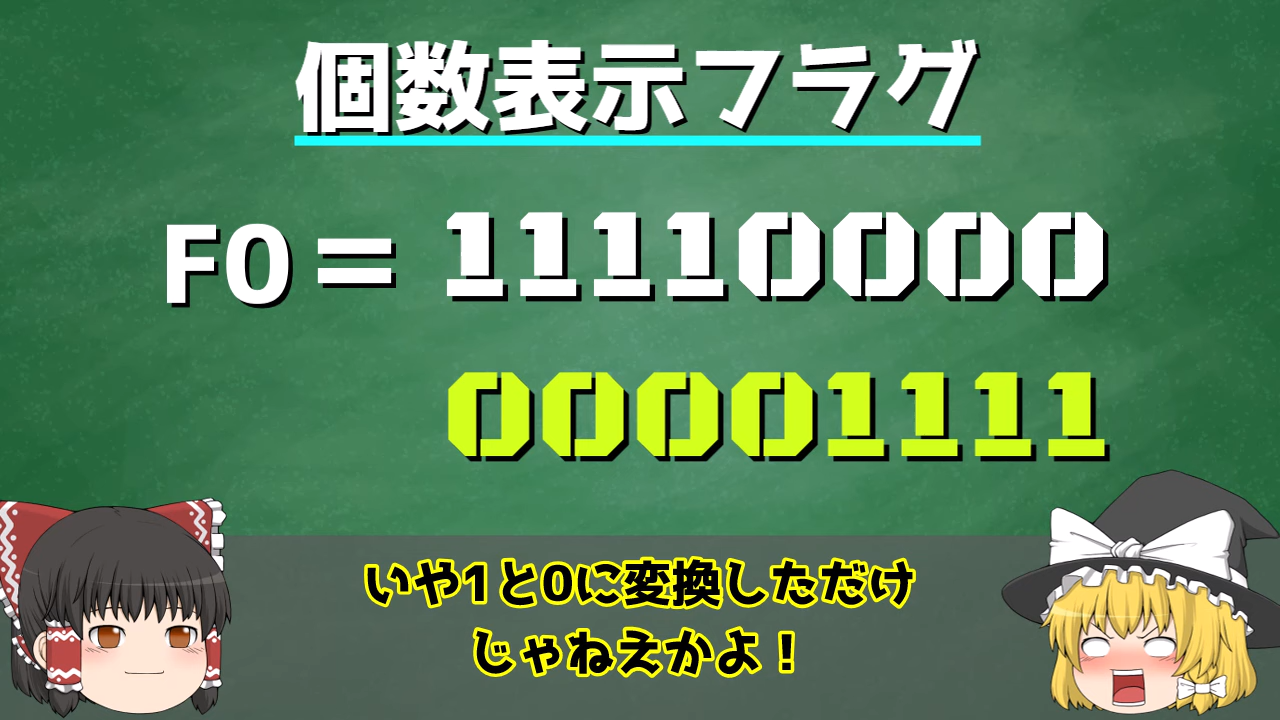 個数表示フラグ
F0＝11110000
00001111
いや1と0に変換しただけ
じゃねえかよ！